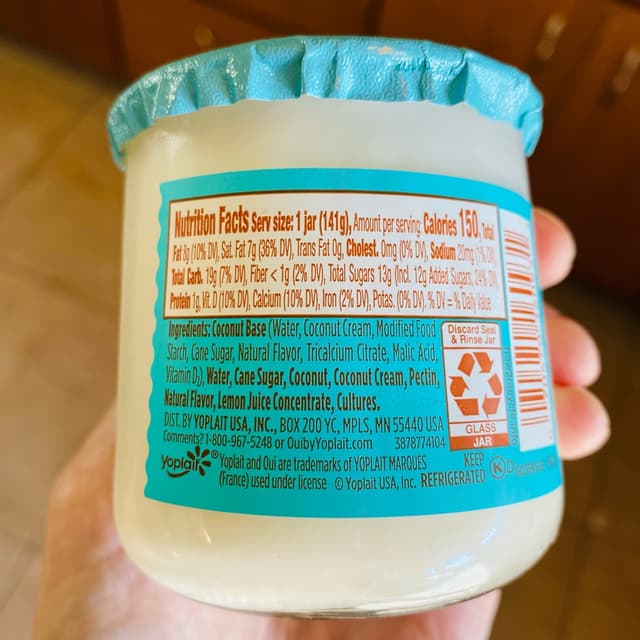 Nutrition Facts Serv size: 1 jar (141g), Amount per serving: Calories 150, Total
Fat 8g (10% DV), Sat. Fat 7g (36% DV), Trans Fat 0g, Cholest. 0mg (0% DV), Sodium 20mg (1% DV),
Total Carb. 19g (7% DV), Fiber < 1g (2% DV), Total Sugars 13g (Incl. 12g Added Sugars, 24% DV),
Protein 1g, Vit. D (10% DV), Calcium (10% DV), Iron (2% DV), Potas. (0% DV). % DV = % Daily Value
Ingredients: Coconut Base (Water, Coconut Cream, Modified Food
Starch, Cane Sugar, Natural Flavor, Tricalcium Citrate, Malic Acid,
Vitamin D₂), Water, Cane Sugar, Coconut, Coconut Cream, Pectin,
Natural Flavor, Lemon Juice Concentrate, Cultures.
DIST. BY YOPLAIT USA, INC., BOX 200 YC, MPLS, MN 55440 USA
Comments? 1-800-967-5248 or OuibyYoplait.com 3878774104
Yoplait ® Yoplait and Oui are trademarks of YOPLAIT MARQUES
(France) used under license © Yoplait USA, Inc.
KEEP
REFRIGERATED
K D
Discard Seal
& Rinse Jar
GLASS
JAR